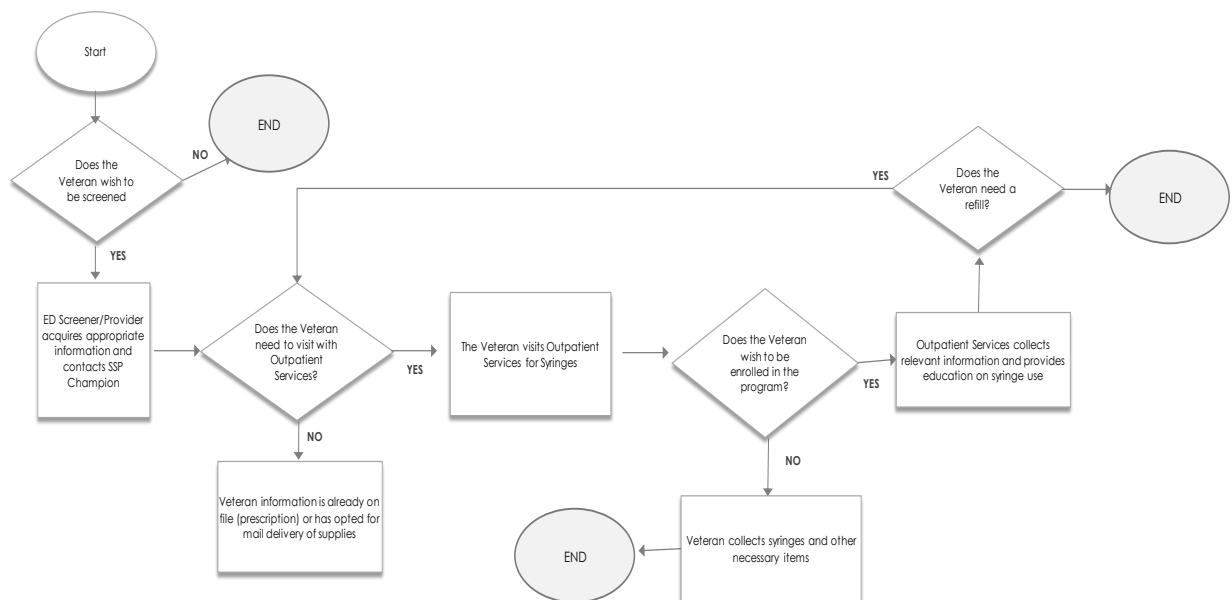 Start
END
Does the
Veteran wish to
be screened
NO
YES
ED Screener/Provider
acquires appropriate
information and
contacts SSP
Champion
Does the Veteran
need to visit with
Outpatient
Services?
YES
NO
Veteran information is already on
file (prescription) or has opted for
mail delivery of supplies
The Veteran visits Outpatient
Services for Syringes
Does the Veteran
wish to be
enrolled in the
program?
YES
NO
Veteran collects syringes and other
necessary items
END
Outpatient Services collects
relevant information and provides
education on syringe use
Does the
Veteran need a
refill?
YES
END